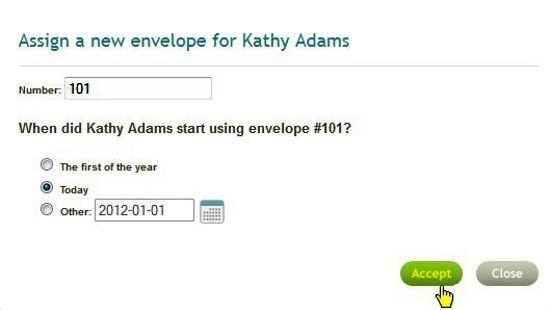 Assign a new envelope for Kathy Adams
Number: 101
When did Kathy Adams start using envelope #101?
The first of the year
Today
Other: 2012-01-01
Accept Close